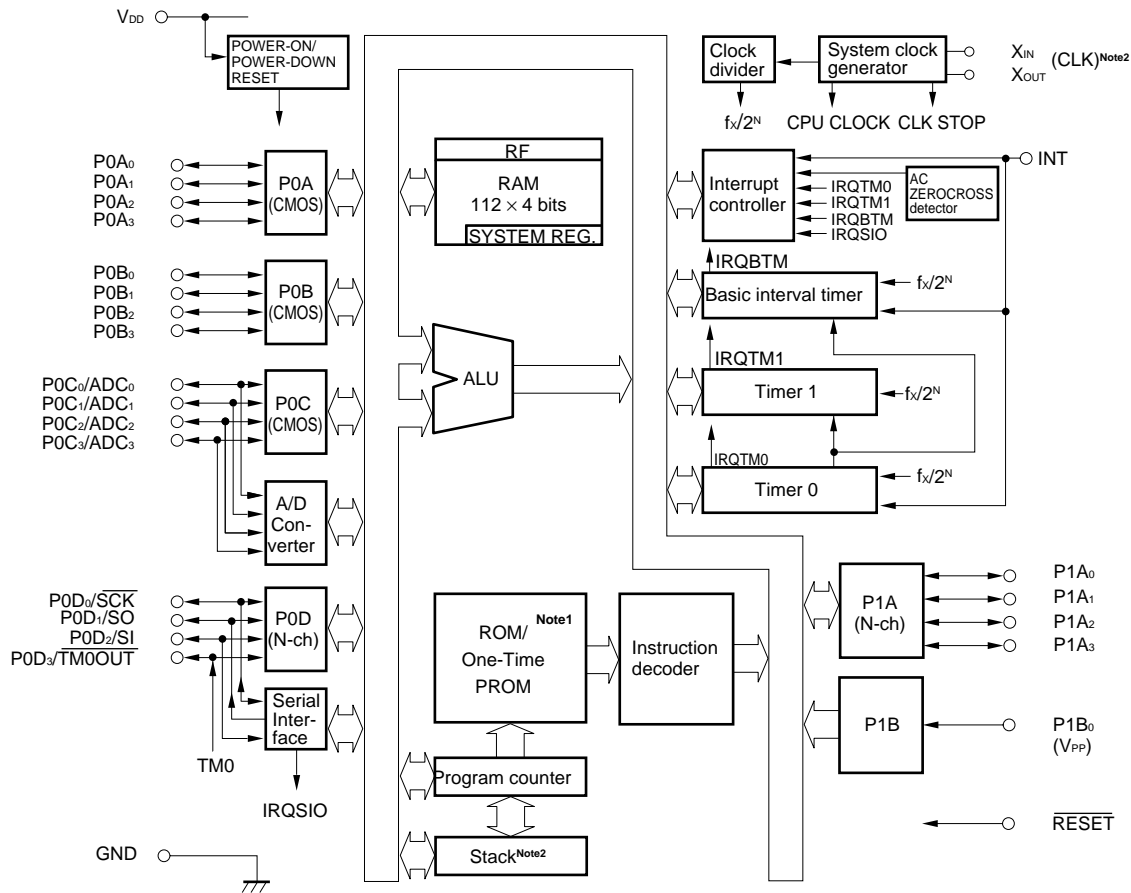 VDD
POWER-ON/
POWER-DOWN
RESET
Clock
divider
System clock
generator
XIN
XOUT
(CLK)Note2
fX/2N
CPU CLOCK
CLK STOP
P0A0
P0A1
P0A2
P0A3
P0A
(CMOS)
RF
RAM
112 × 4 bits
SYSTEM REG.
Interrupt
controller
INT
AC
ZEROCROSS
detector
IRQTM0
IRQTM1
IRQBTM
IRQSIO
P0B0
P0B1
P0B2
P0B3
P0B
(CMOS)
IRQBTM
Basic interval timer
fX/2N
P0C0/ADC0
P0C1/ADC1
P0C2/ADC2
P0C3/ADC3
P0C
(CMOS)
ALU
IRQTM1
Timer 1
fX/2N
IRQTM0
Timer 0
fX/2N
A/D
Con-
verter
P0D0/S̅C̅K̅
P0D1/SO
P0D2/SI
P0D3/T̅M̅0̅O̅U̅T̅
P0D
(N-ch)
Serial
Inter-
face
TM0
IRQSIO
ROM/
Note1
One-Time
PROM
Instruction
decoder
P1A
(N-ch)
P1A0
P1A1
P1A2
P1A3
P1B
P1B0
(VPP)
Program counter
StackNote2
R̅E̅S̅E̅T̅
GND